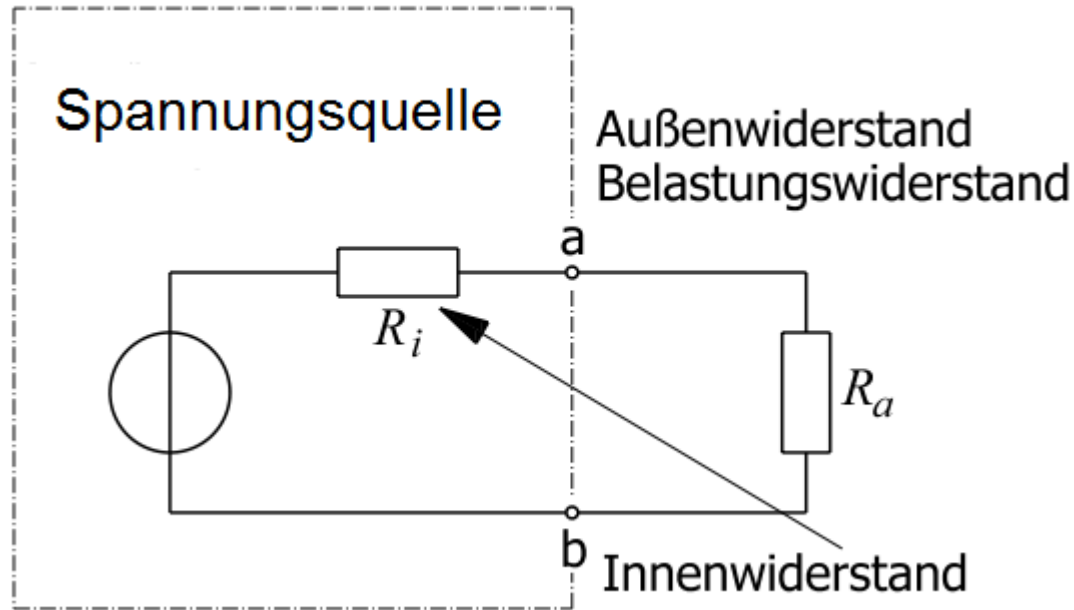 Spannungsquelle
Außenwiderstand
Belastungswiderstand
a
R_i
R_a
b
Innenwiderstand